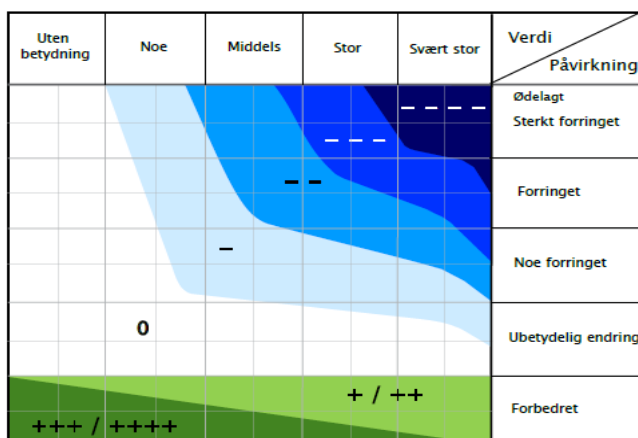 Uten
betydning
Noe
Middels
Stor
Svært stor
Verdi
Påvirkning
Ødelagt
Sterkt forringet
Forringet
Noe forringet
Ubetydelig endring
Forbedret
– – – –
– – –
– –
–
0
+ / ++
+++ / ++++